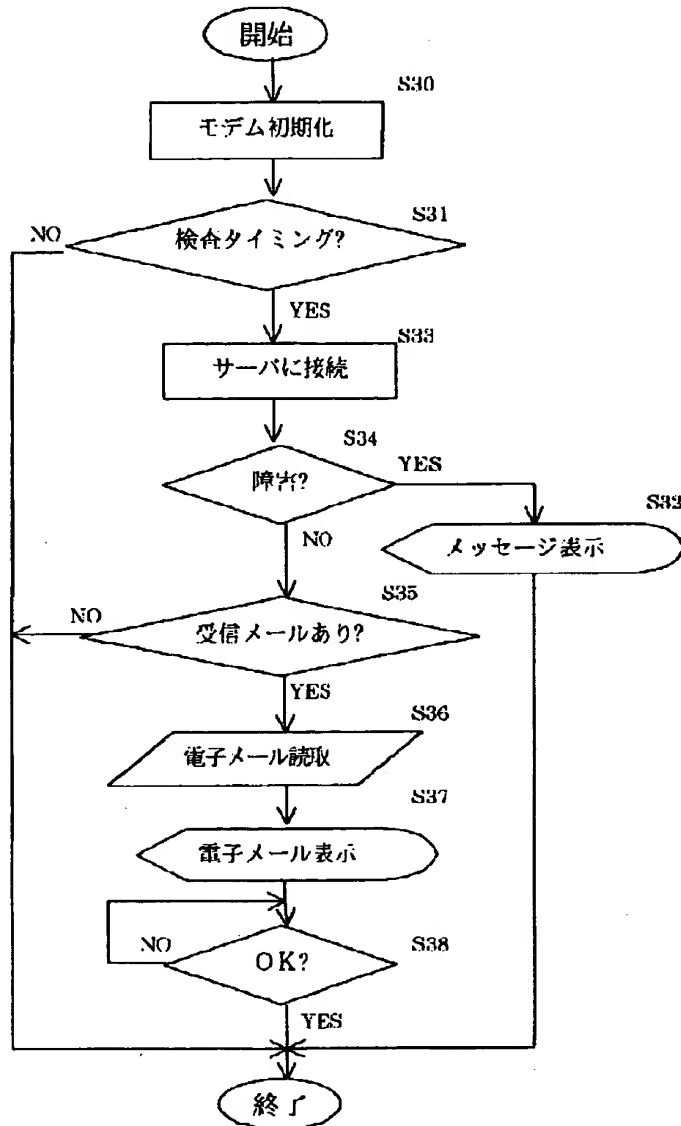 開始
S30
モデム初期化
S31
検査タイミング?
NO
YES
S33
サーバに接続
S34
障害?
YES
NO
S32
メッセージ表示
S35
受信メールあり?
NO
YES
S36
電子メール読取
S37
電子メール表示
S38
OK?
NO
YES
終了